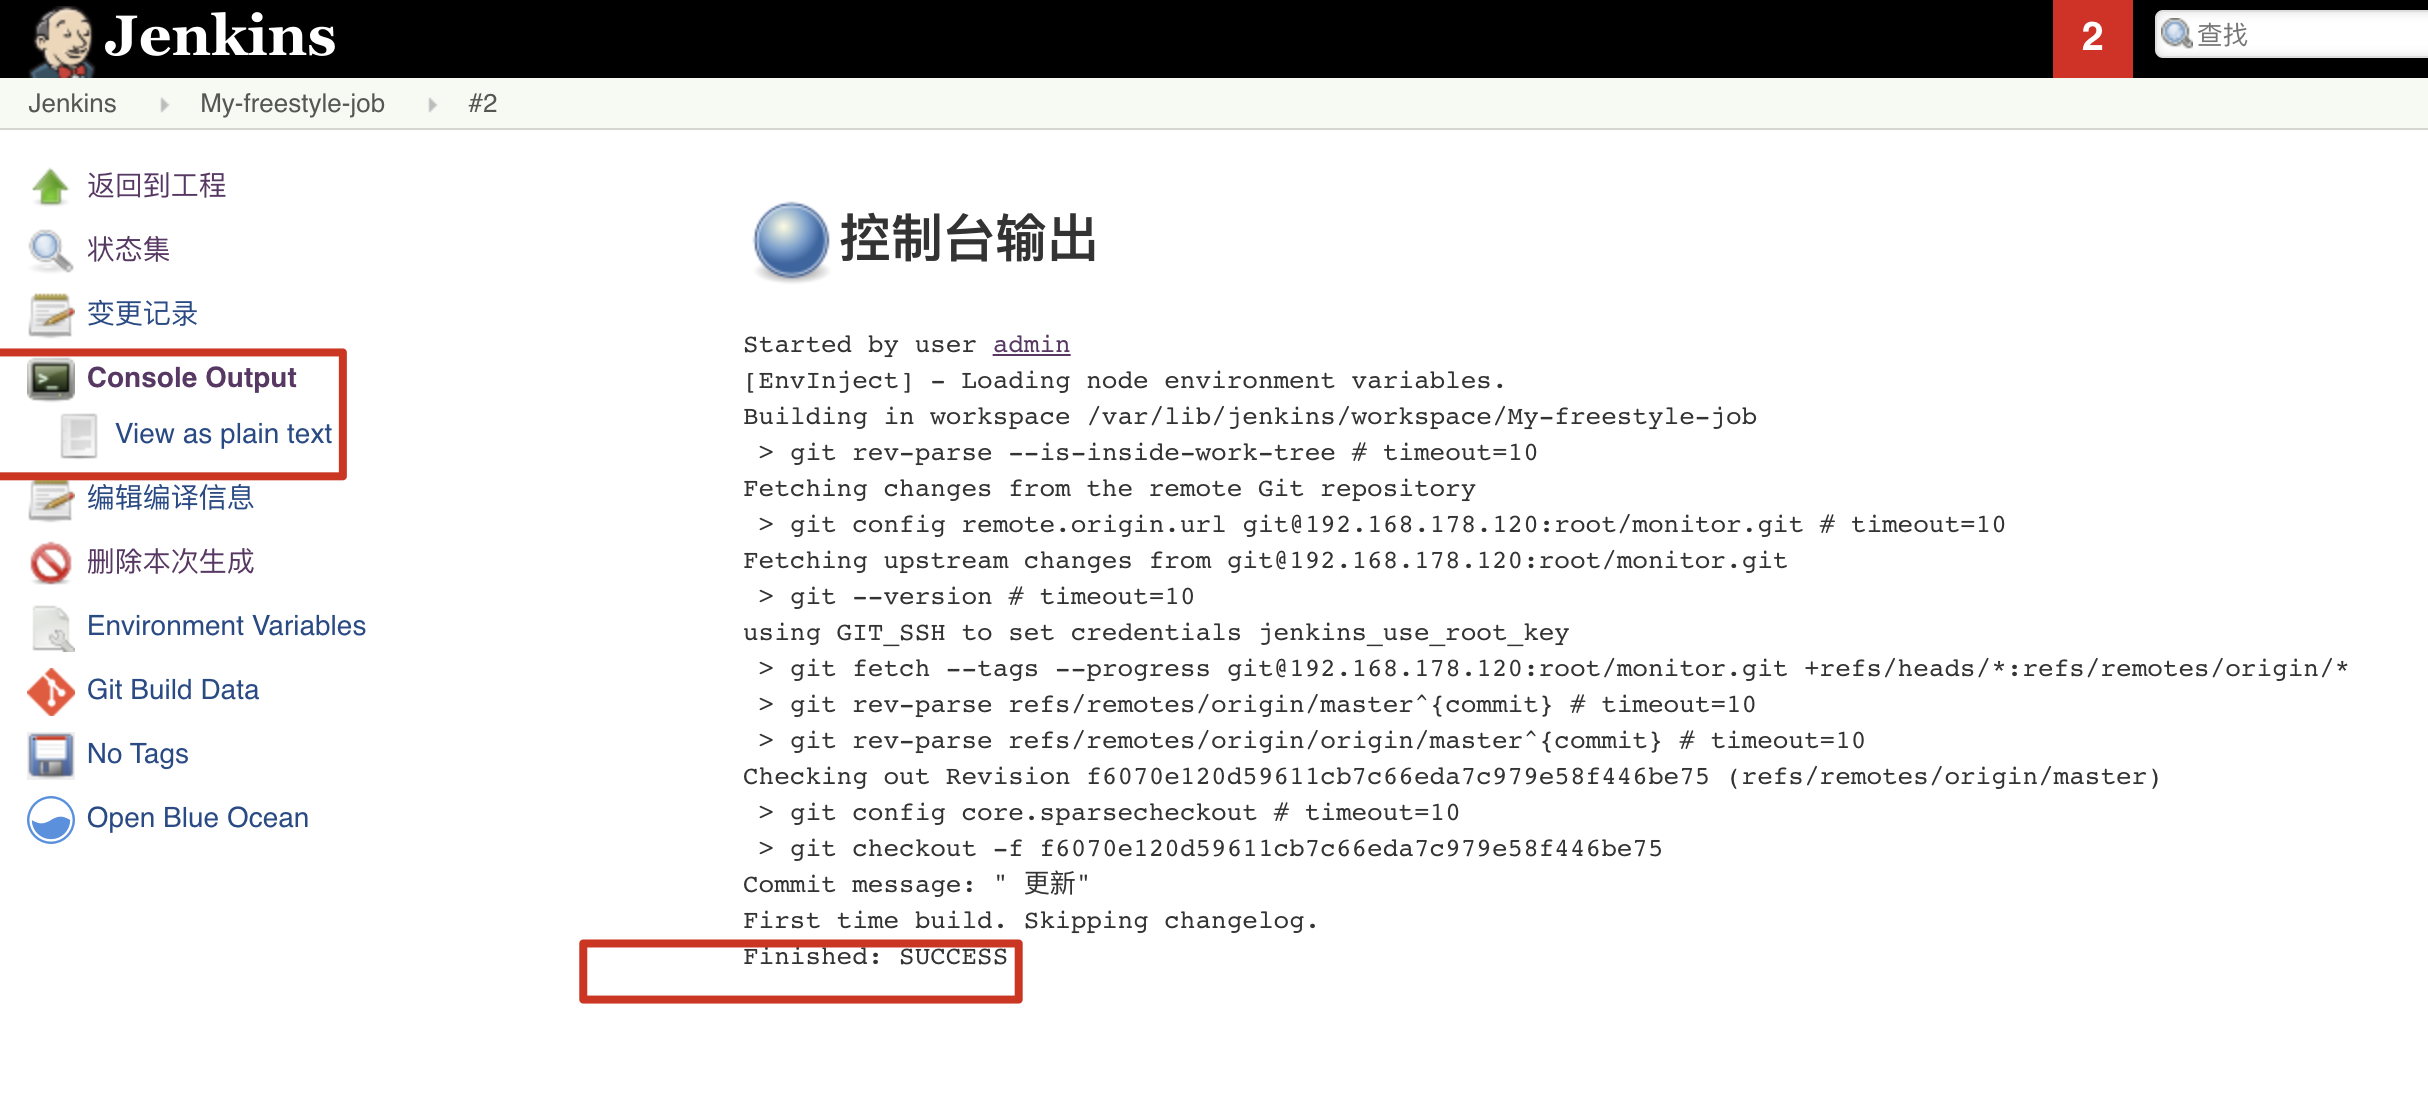 Jenkins
2
查找
Jenkins
My-freestyle-job
#2
返回到工程
状态集
变更记录
Console Output
View as plain text
编辑编译信息
删除本次生成
Environment Variables
Git Build Data
No Tags
Open Blue Ocean
控制台输出
Started by user admin
[EnvInject] - Loading node environment variables.
Building in workspace /var/lib/jenkins/workspace/My-freestyle-job
 > git rev-parse --is-inside-work-tree # timeout=10
Fetching changes from the remote Git repository
 > git config remote.origin.url git@192.168.178.120:root/monitor.git # timeout=10
Fetching upstream changes from git@192.168.178.120:root/monitor.git
 > git --version # timeout=10
using GIT_SSH to set credentials jenkins_use_root_key
 > git fetch --tags --progress git@192.168.178.120:root/monitor.git +refs/heads/*:refs/remotes/origin/*
 > git rev-parse refs/remotes/origin/master^{commit} # timeout=10
 > git rev-parse refs/remotes/origin/origin/master^{commit} # timeout=10
Checking out Revision f6070e120d59611cb7c66eda7c979e58f446be75 (refs/remotes/origin/master)
 > git config core.sparsecheckout # timeout=10
 > git checkout -f f6070e120d59611cb7c66eda7c979e58f446be75
Commit message: " 更新"
First time build. Skipping changelog.
Finished: SUCCESS